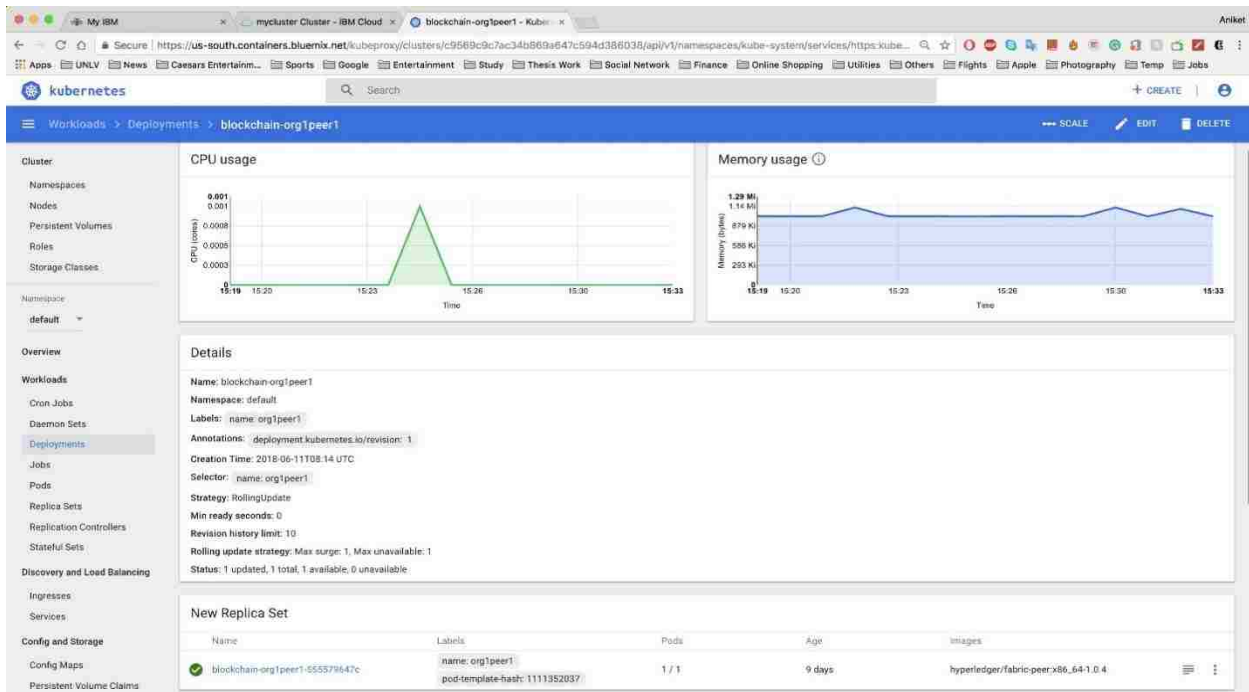 My IBM
mycluster Cluster - IBM Cloud
blockchain-org1peer1 - Kuber
Aniket
Secure https://us-south.containers.bluemix.net/kubeproxy/clusters/c9569c9c7ac34b869a647c594d386038/api/v1/namespaces/kube-system/services/https:kube...
Apps UNLV News Caesars Entertainm... Sports Google Entertainment Study Thesis Work Social Network Finance Online Shopping Utilities Others Flights Apple Photography Temp Jobs
kubernetes
Search
+ CREATE
Workloads > Deployments > blockchain-org1peer1
SCALE EDIT DELETE
Cluster
Namespaces
Nodes
Persistent Volumes
Roles
Storage Classes
Namespace
default
Overview
Workloads
Cron Jobs
Daemon Sets
Deployments
Jobs
Pods
Replica Sets
Replication Controllers
Stateful Sets
Discovery and Load Balancing
Ingresses
Services
Config and Storage
Config Maps
Persistent Volume Claims
CPU usage
CPU (cores)
0.001
0.001
0.0008
0.0005
0.0003
0
15:19 15:20 15:23 15:26 15:30 15:33
Time
Memory usage
Memory (bytes)
1.29 Mi
1.14 Mi
879 Ki
586 Ki
293 Ki
0
15:19 15:20 15:23 15:26 15:30 15:33
Time
Details
Name: blockchain-org1peer1
Namespace: default
Labels: name: org1peer1
Annotations: deployment.kubernetes.io/revision: 1
Creation Time: 2018-06-11T08:14 UTC
Selector: name: org1peer1
Strategy: RollingUpdate
Min ready seconds: 0
Revision history limit: 10
Rolling update strategy: Max surge: 1, Max unavailable: 1
Status: 1 updated, 1 total, 1 available, 0 unavailable
New Replica Set
Name Labels Pods Age Images
blockchain-org1peer1-555579647c
name: org1peer1
pod-template-hash: 1111352037
1 / 1
9 days
hyperledger/fabric-peer:x86_64-1.0.4